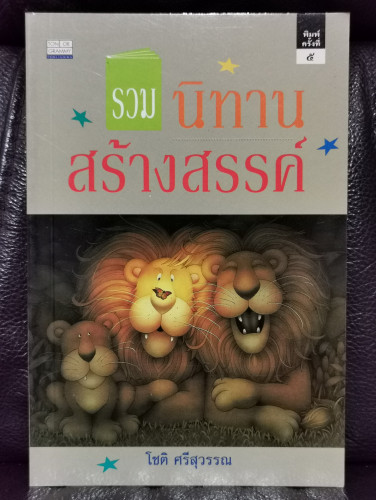 พิมพ์
ครั้งที่
๕
รวม
นิทาน
สร้างสรรค์
โชติ ศรีสุวรรณ